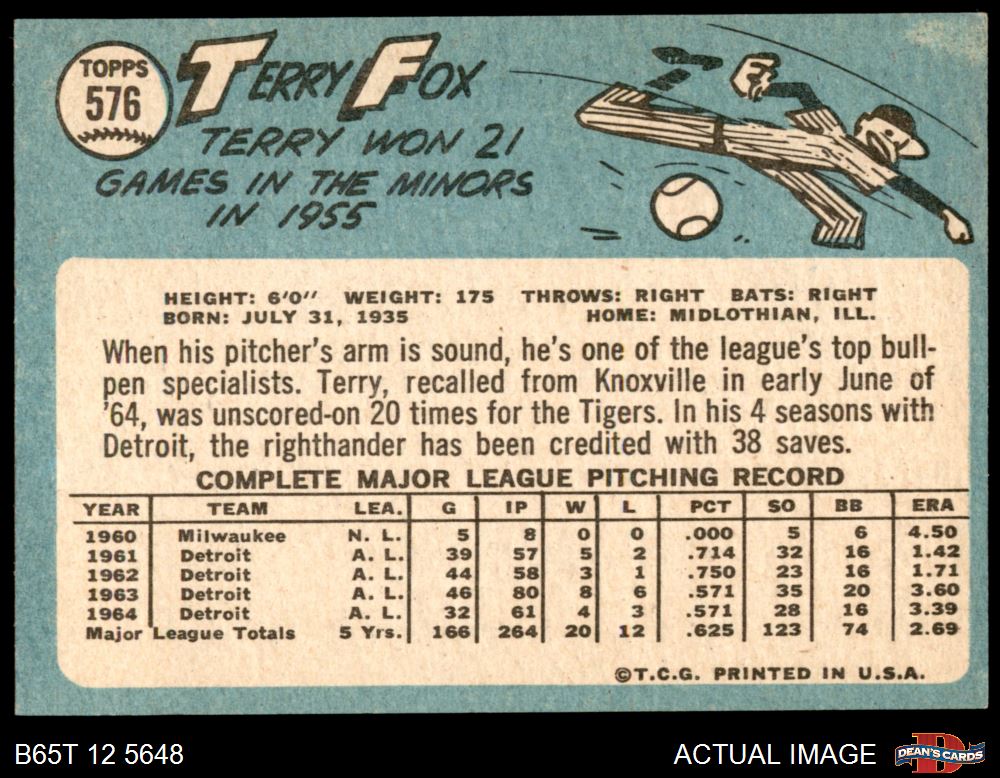 TOPPS
576
TERRY FOX
TERRY WON 21
GAMES IN THE MINORS
IN 1955
HEIGHT: 6'0" WEIGHT: 175 THROWS: RIGHT BATS: RIGHT
BORN: JULY 31, 1935 HOME: MIDLOTHIAN, ILL.
When his pitcher's arm is sound, he's one of the league's top bull-
pen specialists. Terry, recalled from Knoxville in early June of
'64, was unscored-on 20 times for the Tigers. In his 4 seasons with
Detroit, the righthander has been credited with 38 saves.
COMPLETE MAJOR LEAGUE PITCHING RECORD
YEAR TEAM LEA. G IP W L PCT SO BB ERA
1960 Milwaukee N. L. 5 8 0 0 .000 5 6 4.50
1961 Detroit A. L. 39 57 5 2 .714 32 16 1.42
1962 Detroit A. L. 44 58 3 1 .750 23 16 1.71
1963 Detroit A. L. 46 80 8 6 .571 35 20 3.60
1964 Detroit A. L. 32 61 4 3 .571 28 16 3.39
Major League Totals 5 Yrs. 166 264 20 12 .625 123 74 2.69
©T.C.G. PRINTED IN U.S.A.
B65T 12 5648 ACTUAL IMAGE DEAN'S CARDS